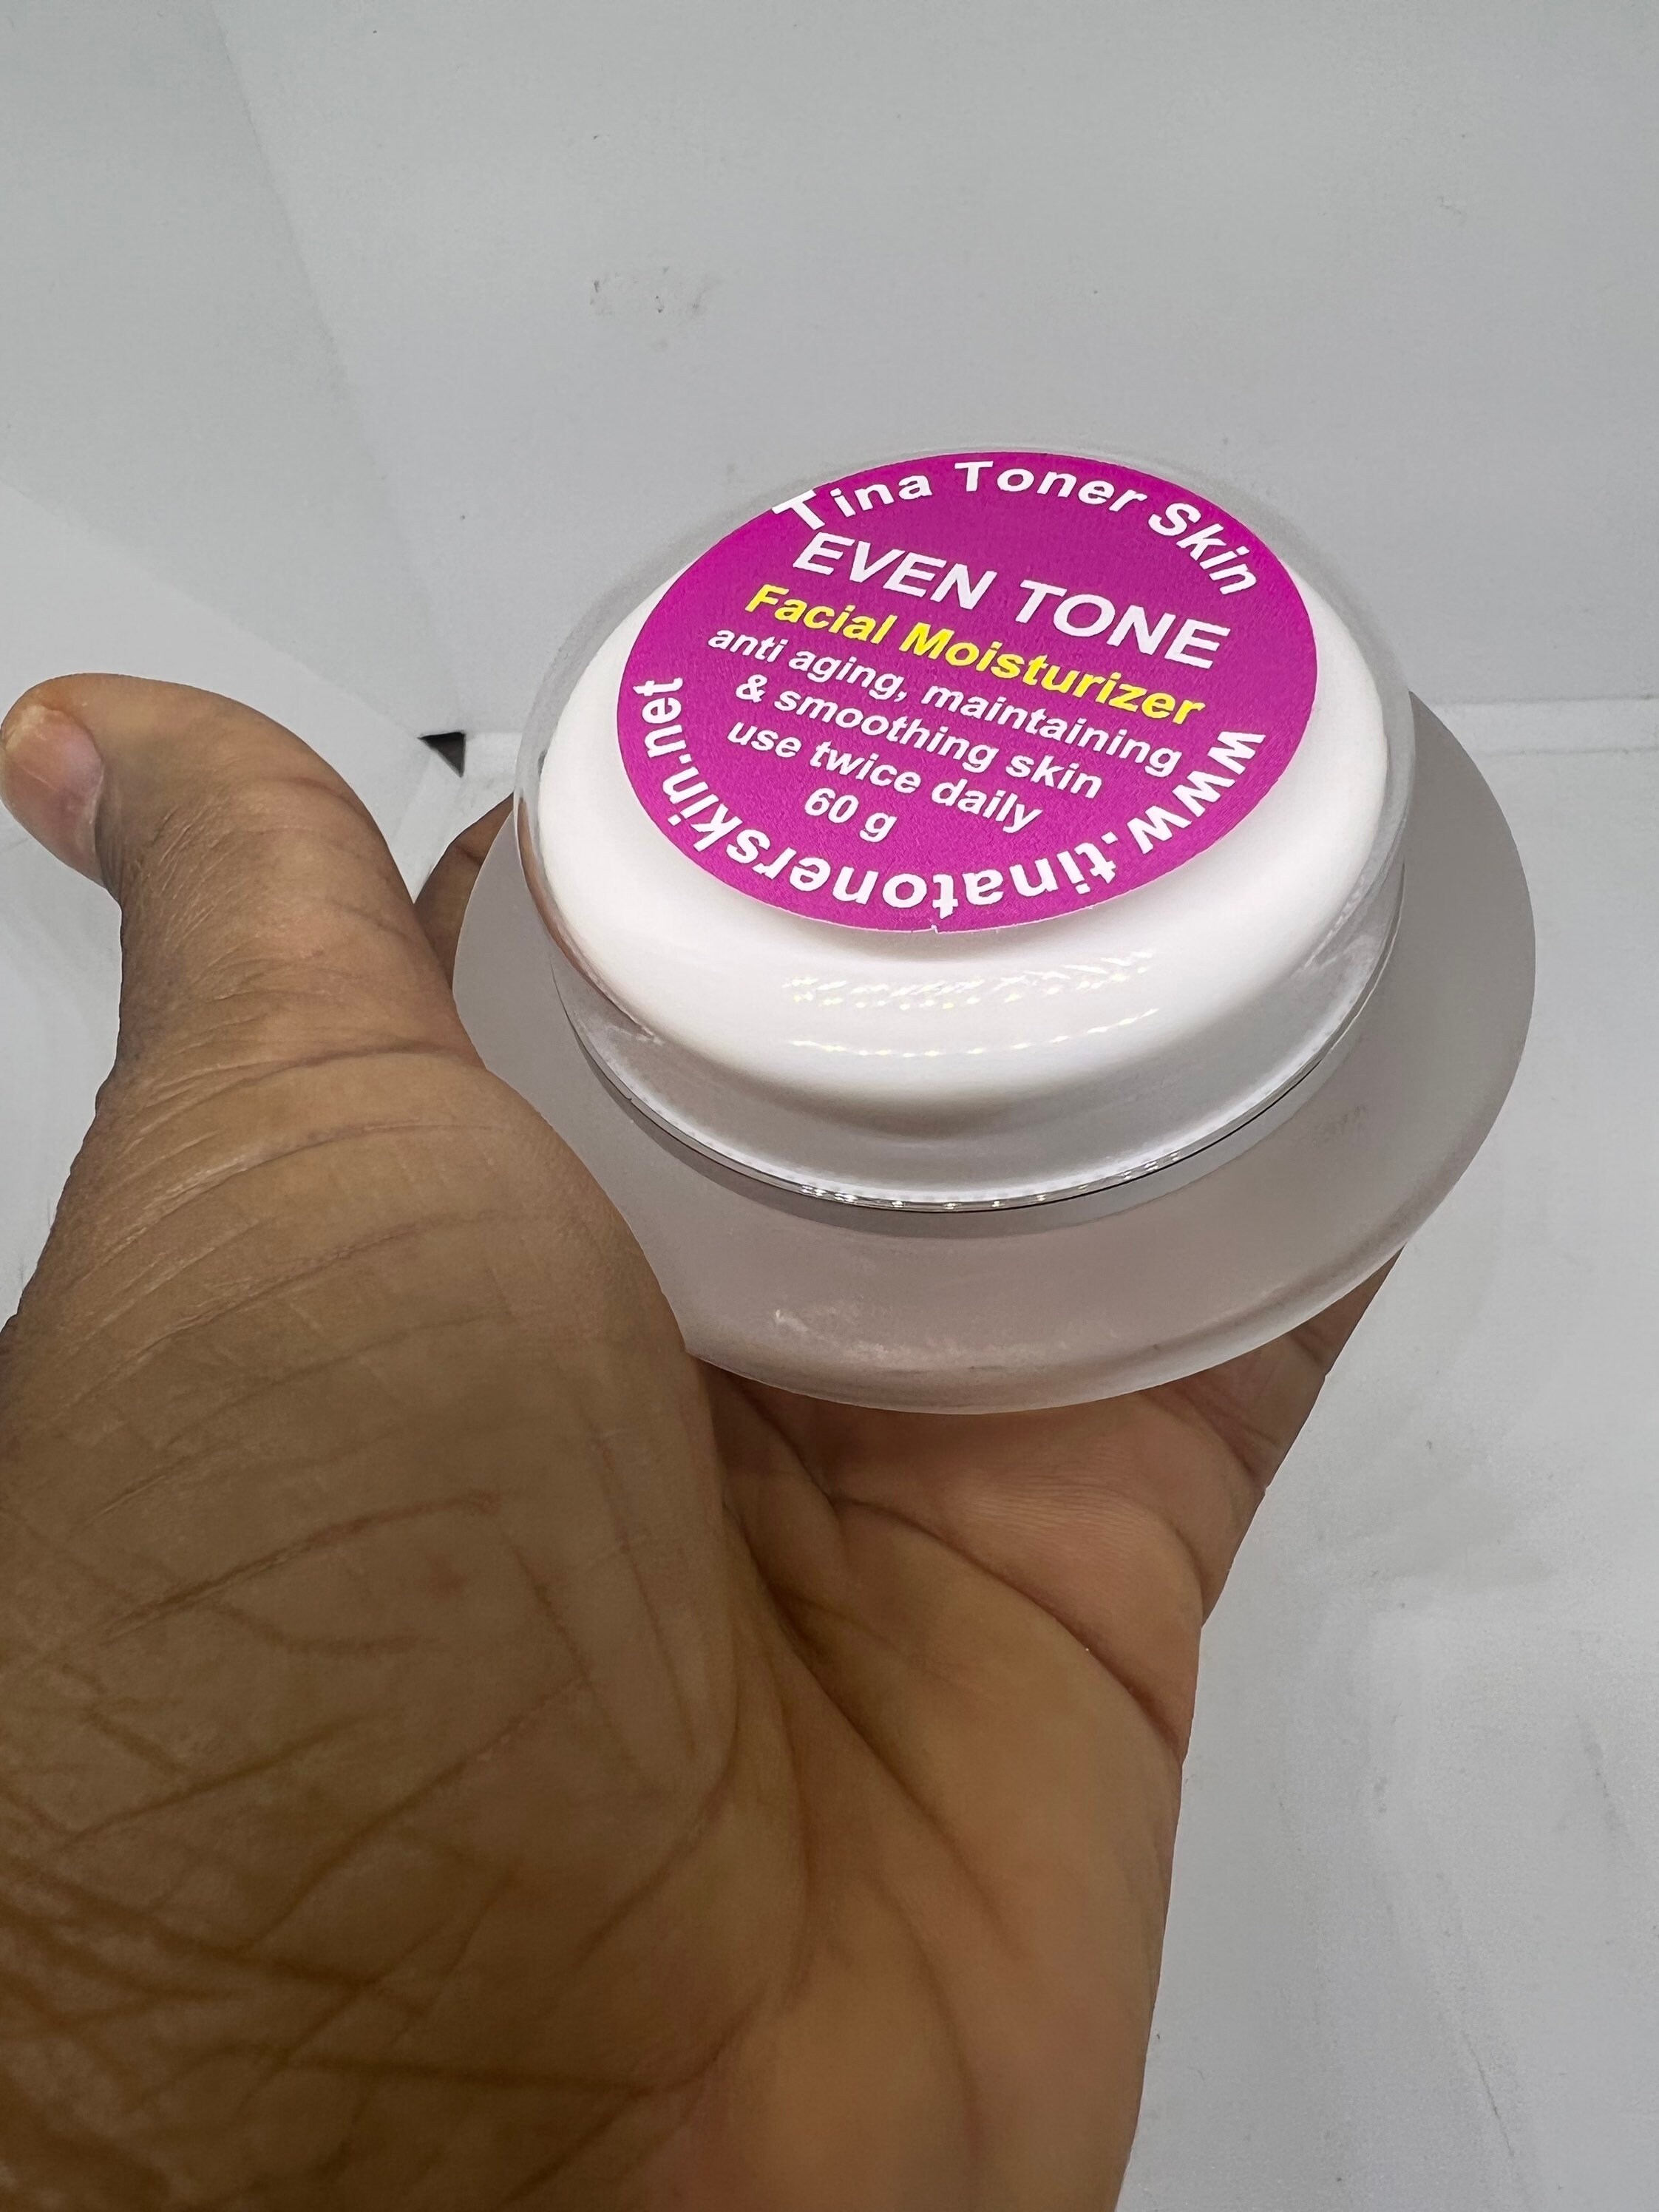 Tina Toner Skin
EVEN TONE
Facial Moisturizer
anti aging, maintaining
& smoothing skin
use twice daily
60 g
www.tinatonerskin.net